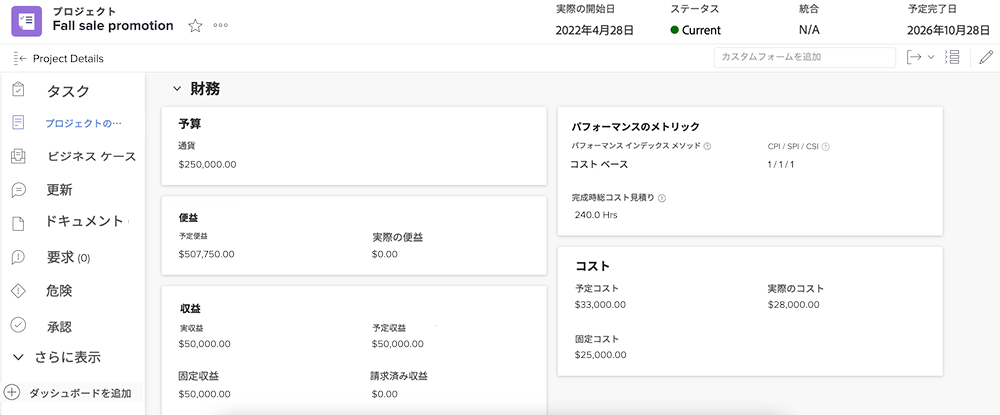 プロジェクト
Fall sale promotion
実際の開始日
2022年4月28日
ステータス
Current
統合
N/A
予定完了日
2026年10月28日
Project Details
カスタムフォームを追加
タスク
プロジェクトの…
ビジネス ケース
更新
ドキュメント
要求 (0)
危険
承認
さらに表示
ダッシュボードを追加
財務
予算
通貨
$250,000.00
便益
予定便益
$507,750.00
実際の便益
$0.00
収益
実収益
$50,000.00
予定収益
$50,000.00
固定収益
$50,000.00
請求済み収益
$0.00
パフォーマンスのメトリック
パフォーマンス インデックス メソッド
コスト ベース
CPI / SPI / CSI
1 / 1 / 1
完成時総コスト見積り
240.0 Hrs
コスト
予定コスト
$33,000.00
実際のコスト
$28,000.00
固定コスト
$25,000.00